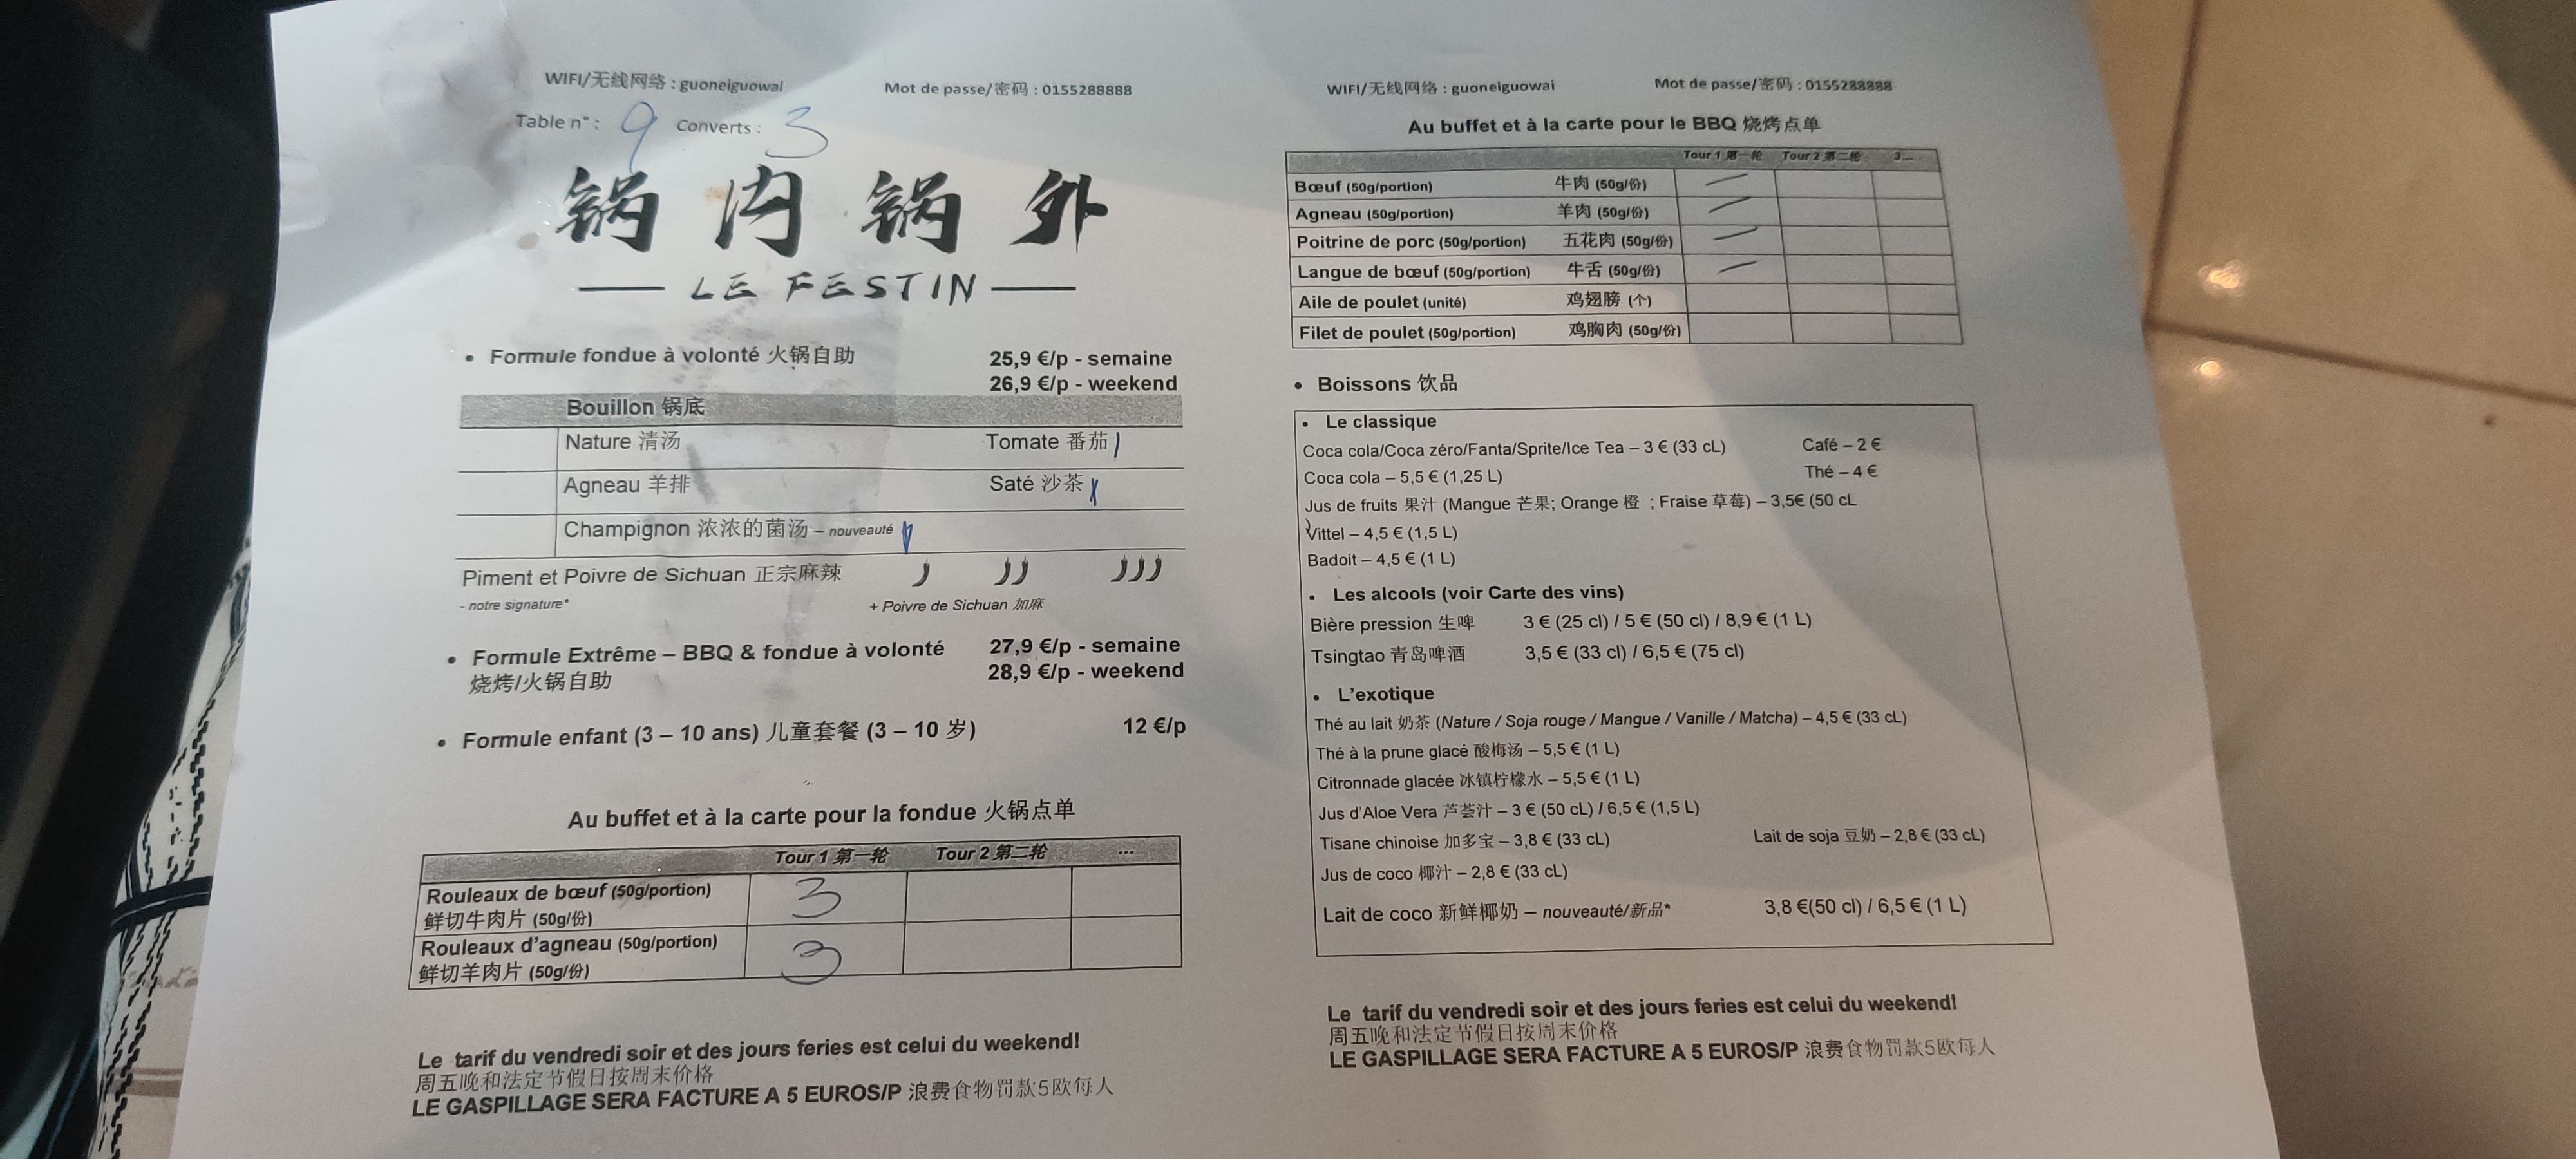 WIFI/无线网络 : guoneiguowai Mot de passe/密码 : 0155288888
Table n° : 9 Converts : 3
锅内锅外
LE FESTIN
• Formule fondue à volonté 火锅自助 25,9 €/p - semaine
26,9 €/p - weekend
Bouillon 锅底
Nature 清汤 Tomate 番茄
Agneau 羊排 Saté 沙茶
Champignon 浓浓的菌汤 – nouveauté
Piment et Poivre de Sichuan 正宗麻辣
- notre signature* + Poivre de Sichuan 加麻
• Formule Extrême – BBQ & fondue à volonté 27,9 €/p - semaine
烧烤/火锅自助 28,9 €/p - weekend
• Formule enfant (3 – 10 ans) 儿童套餐 (3 – 10 岁) 12 €/p
Au buffet et à la carte pour la fondue 火锅点单
Tour 1 第一轮 Tour 2 第二轮 ...
Rouleaux de bœuf (50g/portion) 3
鲜切牛肉片 (50g/份)
Rouleaux d'agneau (50g/portion) 3
鲜切羊肉片 (50g/份)
Le tarif du vendredi soir et des jours feries est celui du weekend!
周五晚和法定节假日按周末价格
LE GASPILLAGE SERA FACTURE A 5 EUROS/P 浪费食物罚款5欧每人
WIFI/无线网络 : guoneiguowai Mot de passe/密码 : 0155288888
Au buffet et à la carte pour le BBQ 烧烤点单
Tour 1 第一轮 Tour 2 第二轮 3...
Bœuf (50g/portion) 牛肉 (50g/份)
Agneau (50g/portion) 羊肉 (50g/份)
Poitrine de porc (50g/portion) 五花肉 (50g/份)
Langue de bœuf (50g/portion) 牛舌 (50g/份)
Aile de poulet (unité) 鸡翅膀 (个)
Filet de poulet (50g/portion) 鸡胸肉 (50g/份)
• Boissons 饮品
• Le classique
Coca cola/Coca zéro/Fanta/Sprite/Ice Tea – 3 € (33 cL) Café – 2 €
Coca cola – 5,5 € (1,25 L) Thé – 4 €
Jus de fruits 果汁 (Mangue 芒果; Orange 橙 ; Fraise 草莓) – 3,5€ (50 cL
)
Vittel – 4,5 € (1,5 L)
Badoit – 4,5 € (1 L)
• Les alcools (voir Carte des vins)
Bière pression 生啤 3 € (25 cl) / 5 € (50 cl) / 8,9 € (1 L)
Tsingtao 青岛啤酒 3,5 € (33 cl) / 6,5 € (75 cl)
• L'exotique
Thé au lait 奶茶 (Nature / Soja rouge / Mangue / Vanille / Matcha) – 4,5 € (33 cL)
Thé à la prune glacé 酸梅汤 – 5,5 € (1 L)
Citronnade glacée 冰镇柠檬水 – 5,5 € (1 L)
Jus d'Aloe Vera 芦荟汁 – 3 € (50 cL) / 6,5 € (1,5 L)
Tisane chinoise 加多宝 – 3,8 € (33 cL) Lait de soja 豆奶 – 2,8 € (33 cL)
Jus de coco 椰汁 – 2,8 € (33 cL)
Lait de coco 新鲜椰奶 – nouveauté/新品* 3,8 €(50 cl) / 6,5 € (1 L)
Le tarif du vendredi soir et des jours feries est celui du weekend!
周五晚和法定节假日按周末价格
LE GASPILLAGE SERA FACTURE A 5 EUROS/P 浪费食物罚款5欧每人